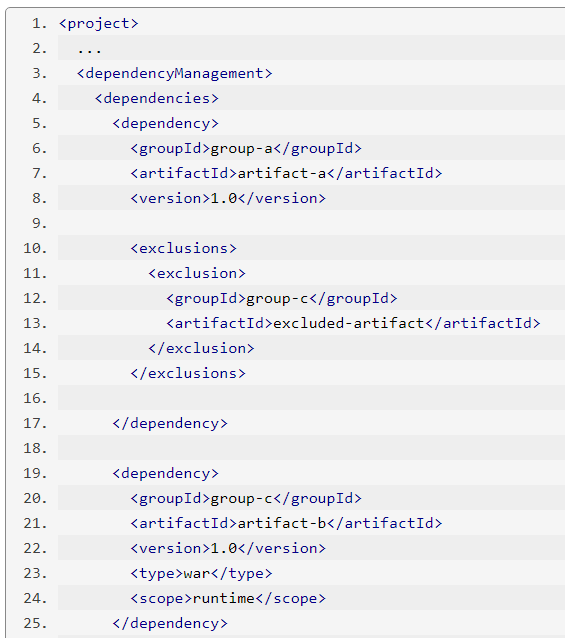 1. <project>
2.   ...
3.   <dependencyManagement>
4.     <dependencies>
5.       <dependency>
6.         <groupId>group-a</groupId>
7.         <artifactId>artifact-a</artifactId>
8.         <version>1.0</version>
9.
10.         <exclusions>
11.           <exclusion>
12.             <groupId>group-c</groupId>
13.             <artifactId>excluded-artifact</artifactId>
14.           </exclusion>
15.         </exclusions>
16.
17.       </dependency>
18.
19.       <dependency>
20.         <groupId>group-c</groupId>
21.         <artifactId>artifact-b</artifactId>
22.         <version>1.0</version>
23.         <type>war</type>
24.         <scope>runtime</scope>
25.       </dependency>